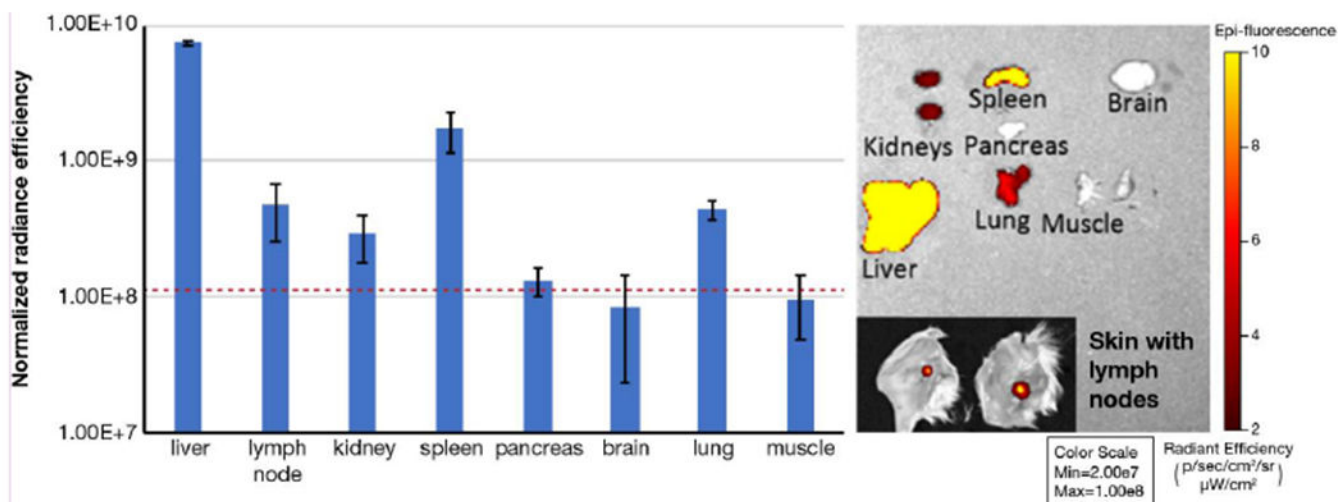 Normalized radiance efficiency
1.00E+10
1.00E+9
1.00E+8
1.00E+7
liver
lymph
node
kidney
spleen
pancreas
brain
lung
muscle
Spleen
Brain
Kidneys
Pancreas
Lung
Muscle
Liver
Skin with
lymph
nodes
Epi-fluorescence
10
8
6
4
2
Color Scale
Min=2.00e7
Max=1.00e8
Radiant Efficiency
(p/sec/cm²/sr
µW/cm²)